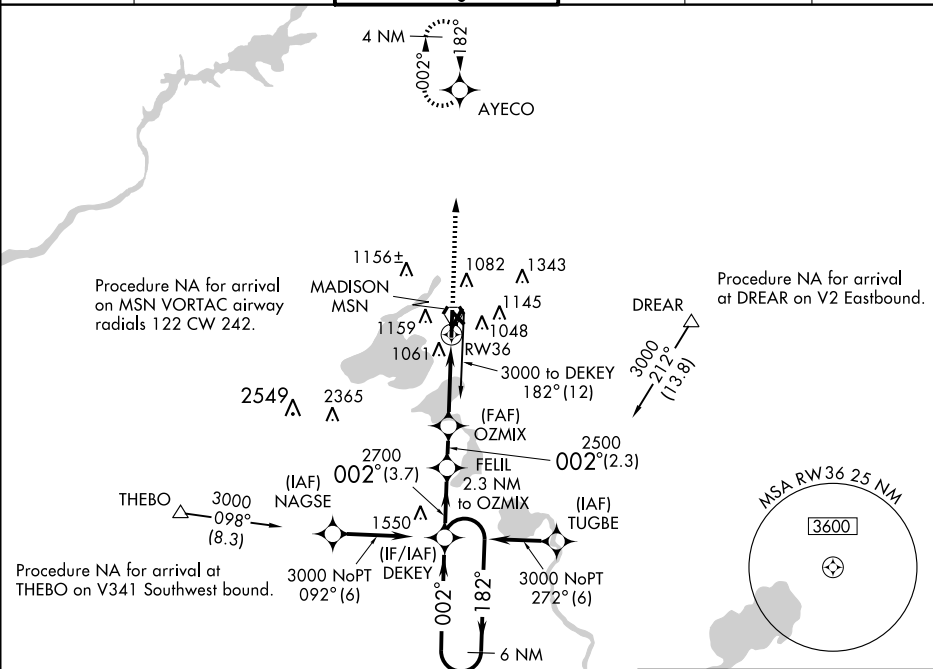 4 NM
002°
182°
AYECO
1156±
1082
1343
Procedure NA for arrival
on MSN VORTAC airway
radials 122 CW 242.
MADISON
MSN
1145
Procedure NA for arrival
at DREAR on V2 Eastbound.
DREAR
1159
1048
1061
RW36
3000
212°
(13.8)
3000 to DEKEY
182° (12)
2549
2365
(FAF)
OZMIX
2500
002° (2.3)
2700
002° (3.7)
FELIL
2.3 NM
to OZMIX
(IAF)
NAGSE
THEBO
3000
098°
(8.3)
1550
(IAF)
TUGBE
MSA RW36 25 NM
3600
(IF/IAF)
DEKEY
3000 NoPT
092° (6)
3000 NoPT
272° (6)
Procedure NA for arrival at
THEBO on V341 Southwest bound.
002°
182°
6 NM